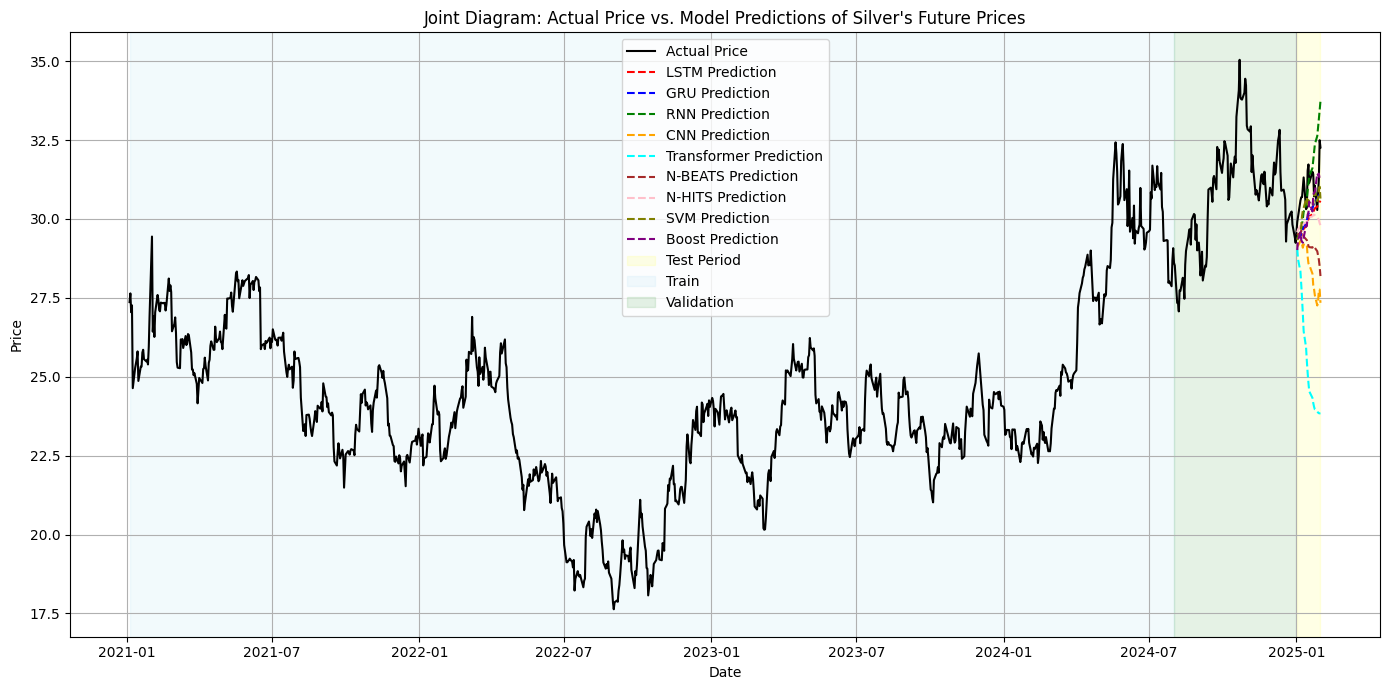 Joint Diagram: Actual Price vs. Model Predictions of Silver's Future Prices
Actual Price
LSTM Prediction
GRU Prediction
RNN Prediction
CNN Prediction
Transformer Prediction
N-BEATS Prediction
N-HITS Prediction
SVM Prediction
Boost Prediction
Test Period
Train
Validation
Price
35.0
32.5
30.0
27.5
25.0
22.5
20.0
17.5
2021-01
2021-07
2022-01
2022-07
2023-01
2023-07
2024-01
2024-07
2025-01
Date